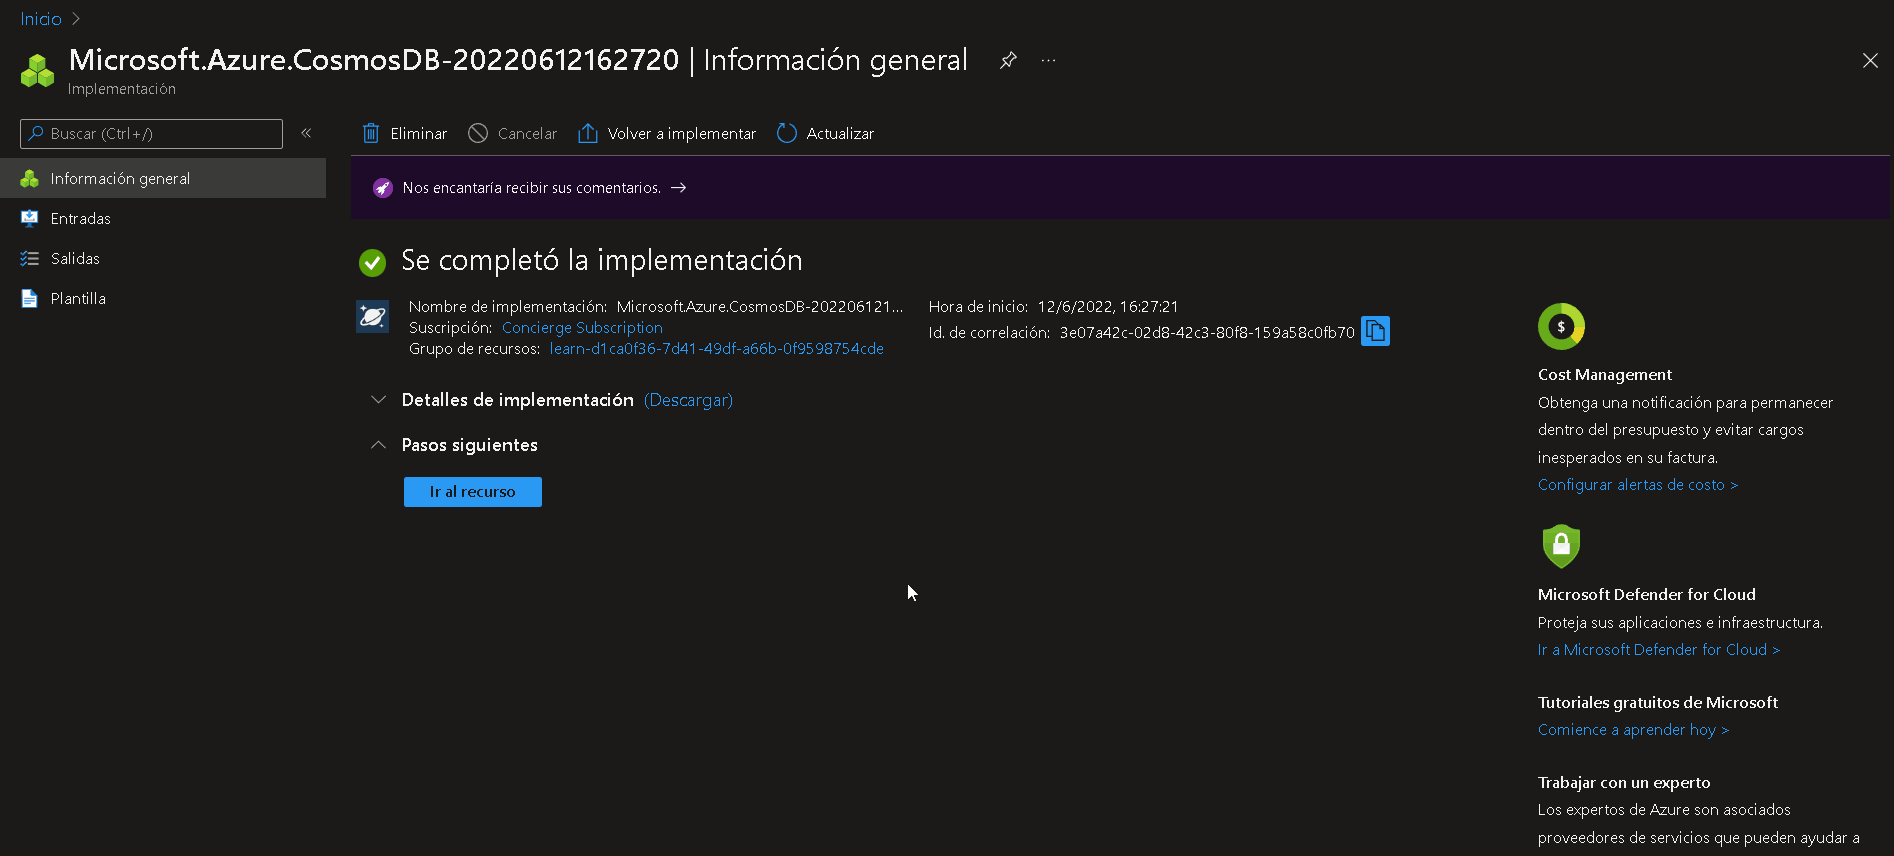 Inicio
Microsoft.Azure.CosmosDB-20220612162720 | Información general
Implementación
Buscar (Ctrl+/)
Eliminar Cancelar Volver a implementar Actualizar
Información general
Entradas
Salidas
Plantilla
Nos encantaría recibir sus comentarios. →
Se completó la implementación
Nombre de implementación: Microsoft.Azure.CosmosDB-202206121...
Suscripción: Concierge Subscription
Grupo de recursos: learn-d1ca0f36-7d41-49df-a66b-0f9598754cde
Hora de inicio: 12/6/2022, 16:27:21
Id. de correlación: 3e07a42c-02d8-42c3-80f8-159a58c0fb70
Detalles de implementación (Descargar)
Pasos siguientes
Ir al recurso
Cost Management
Obtenga una notificación para permanecer
dentro del presupuesto y evitar cargos
inesperados en su factura.
Configurar alertas de costo >
Microsoft Defender for Cloud
Proteja sus aplicaciones e infraestructura.
Ir a Microsoft Defender for Cloud >
Tutoriales gratuitos de Microsoft
Comience a aprender hoy >
Trabajar con un experto
Los expertos de Azure son asociados
proveedores de servicios que pueden ayudar a